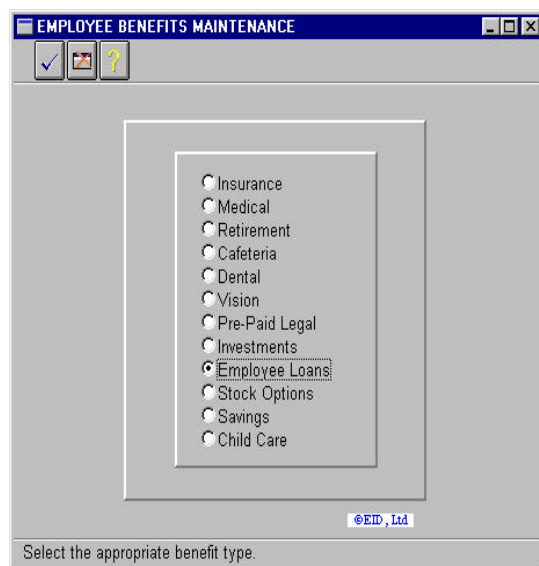 EMPLOYEE BENEFITS MAINTENANCE
?
Insurance
Medical
Retirement
Cafeteria
Dental
Vision
Pre-Paid Legal
Investments
Employee Loans
Stock Options
Savings
Child Care
©EID, Ltd
Select the appropriate benefit type.